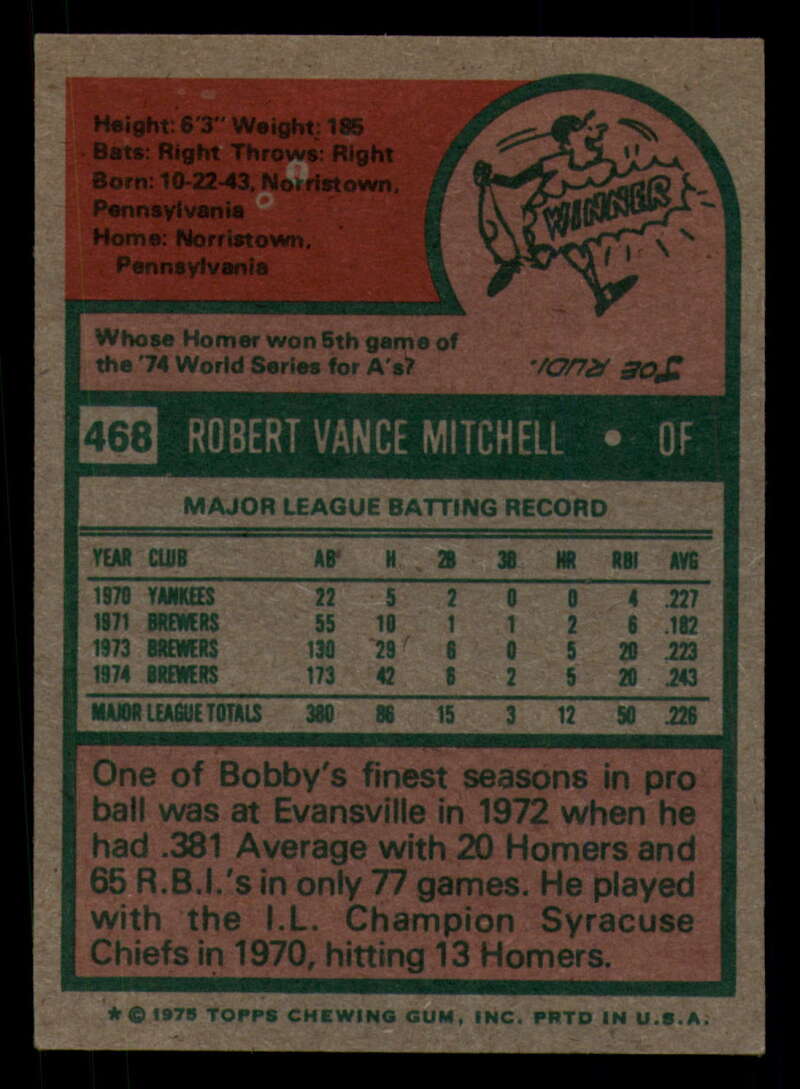 Height: 6'3" Weight: 185
Bats: Right Throws: Right
Born: 10-22-43, Norristown,
Pennsylvania
Home: Norristown,
Pennsylvania
WINNER
Whose Homer won 5th game of
the '74 World Series for A's?
JOE RUDI.
468 ROBERT VANCE MITCHELL • OF
MAJOR LEAGUE BATTING RECORD
YEAR CLUB AB H 2B 3B HR RBI AVG
1970 YANKEES 22 5 2 0 0 4 .227
1971 BREWERS 55 10 1 1 2 6 .182
1973 BREWERS 130 29 6 0 5 20 .223
1974 BREWERS 173 42 6 2 5 20 .243
MAJOR LEAGUE TOTALS 380 86 15 3 12 50 .226
One of Bobby's finest seasons in pro
ball was at Evansville in 1972 when he
had .381 Average with 20 Homers and
65 R.B.I.'s in only 77 games. He played
with the I.L. Champion Syracuse
Chiefs in 1970, hitting 13 Homers.
* © 1975 TOPPS CHEWING GUM, INC. PRTD IN U.S.A.